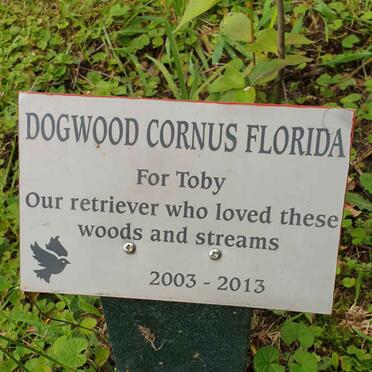 DOGWOOD CORNUS FLORIDA
For Toby
Our retriever who loved these
woods and streams
2003 - 2013